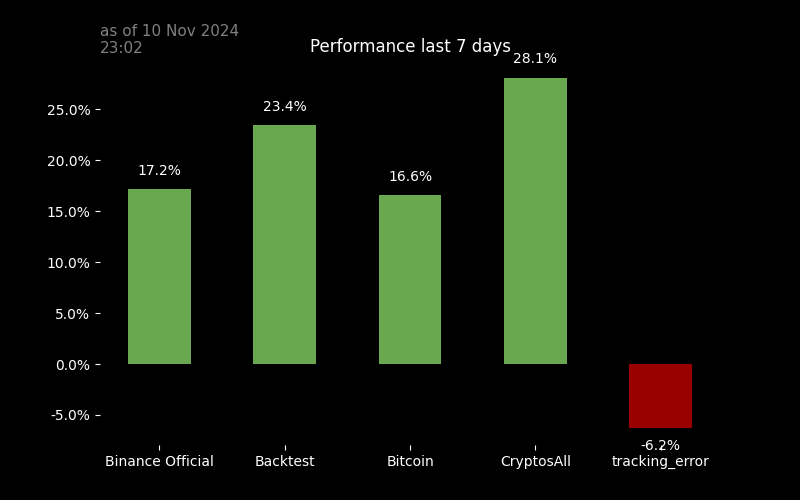 as of 10 Nov 2024
23:02
Performance last 7 days
28.1%
23.4%
17.2%
16.6%
25.0%
20.0%
15.0%
10.0%
5.0%
0.0%
-5.0%
-6.2%
Binance Official
Backtest
Bitcoin
CryptosAll
tracking_error